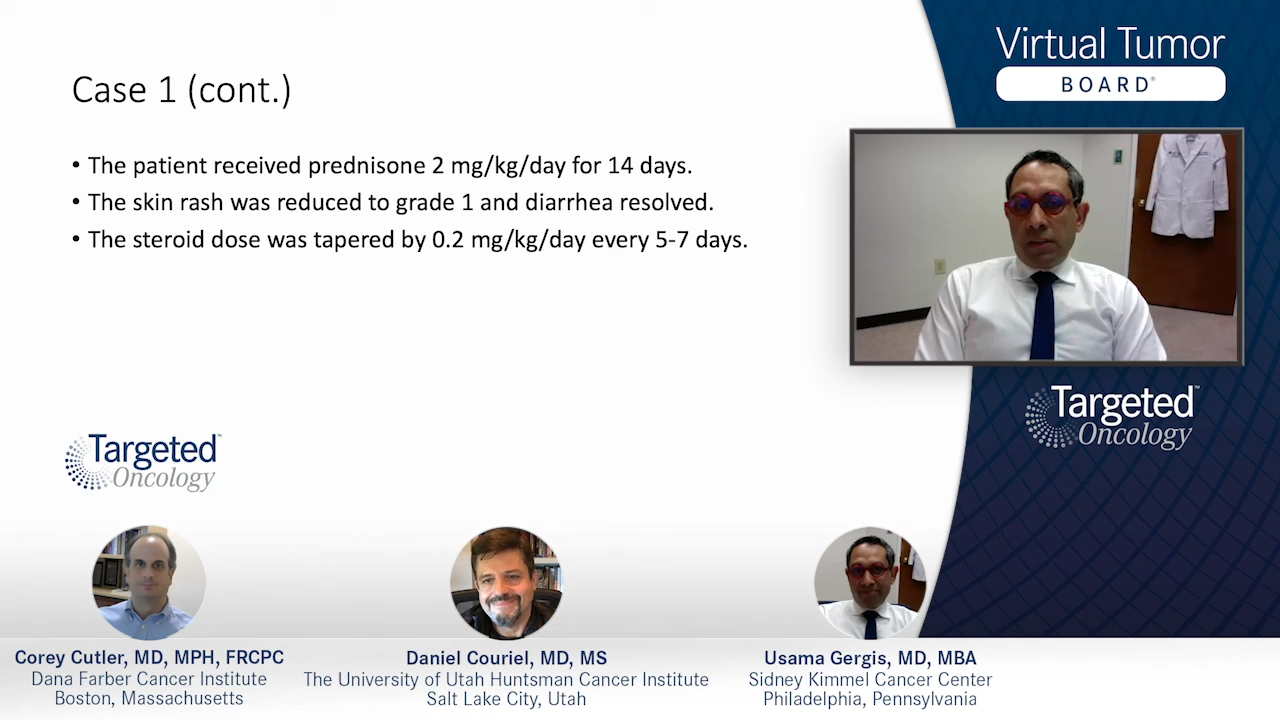 Case 1 (cont.)
• The patient received prednisone 2 mg/kg/day for 14 days.
• The skin rash was reduced to grade 1 and diarrhea resolved.
• The steroid dose was tapered by 0.2 mg/kg/day every 5-7 days.
Virtual Tumor
BOARD®
Targeted™
Oncology
Targeted™
Oncology
Corey Cutler, MD, MPH, FRCPC
Dana Farber Cancer Institute
Boston, Massachusetts
Daniel Couriel, MD, MS
The University of Utah Huntsman Cancer Institute
Salt Lake City, Utah
Usama Gergis, MD, MBA
Sidney Kimmel Cancer Center
Philadelphia, Pennsylvania